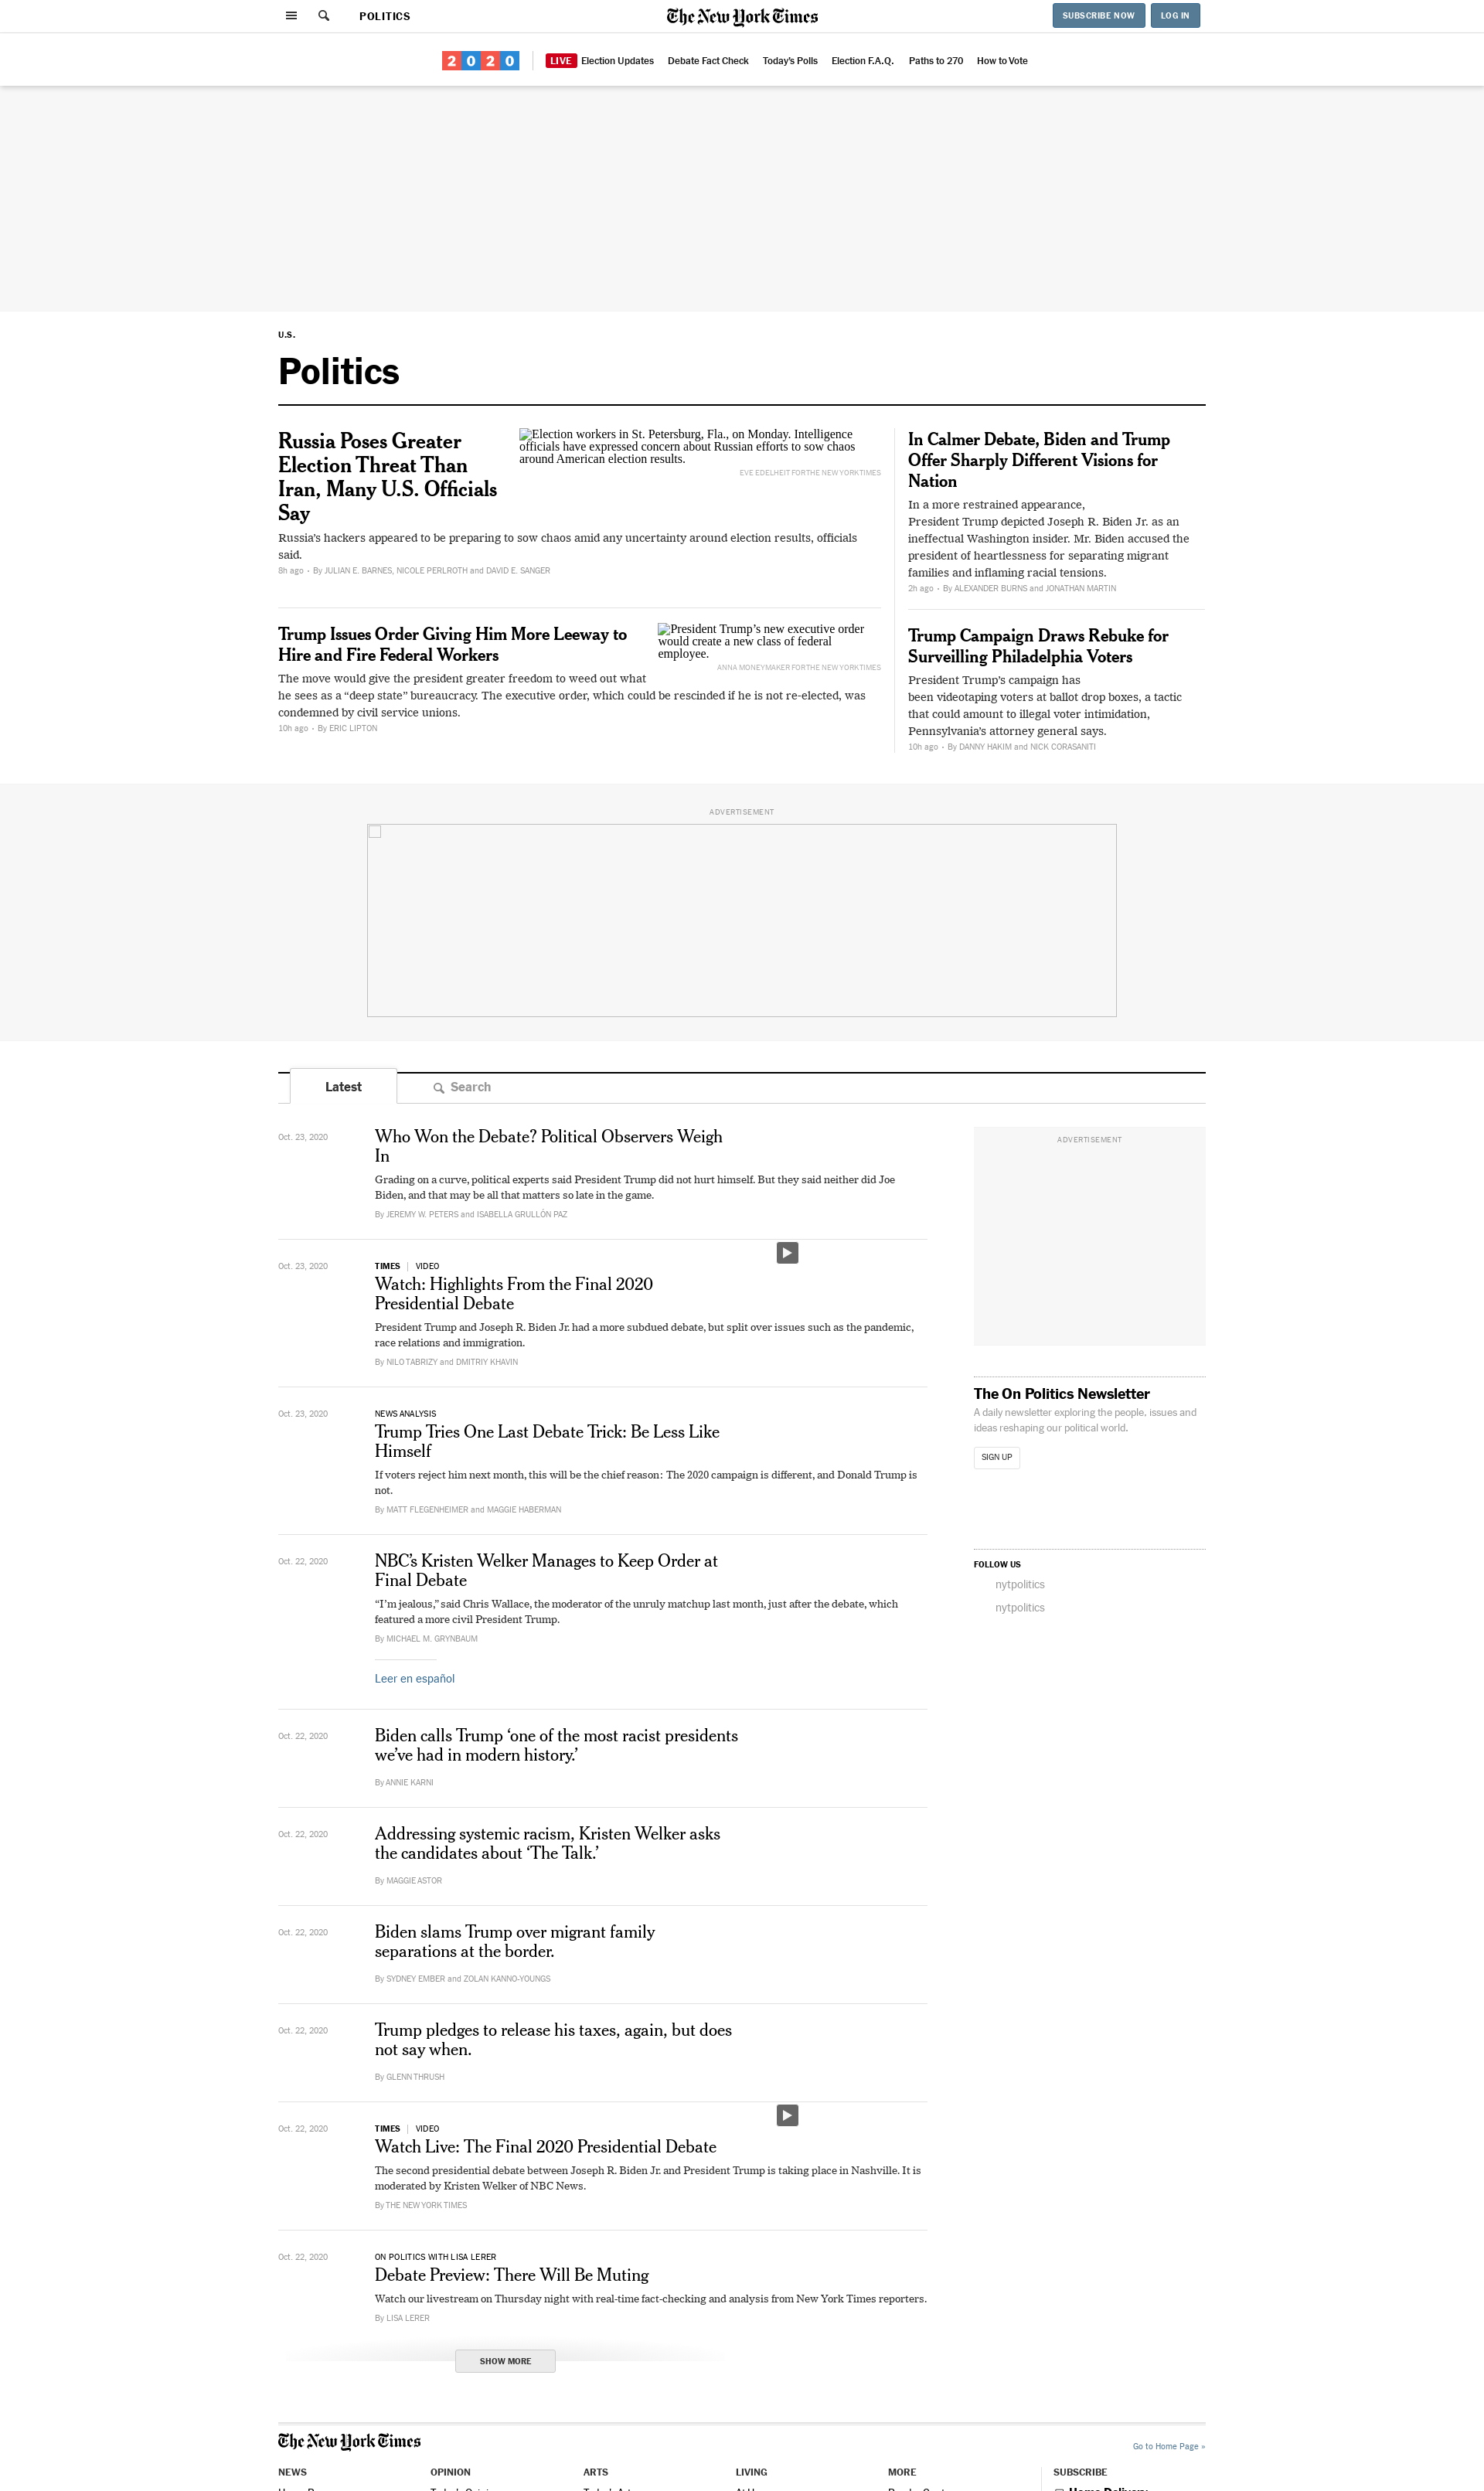 POLITICS
The New York Times
SUBSCRIBE NOW
LOG IN
2020
LIVE Election Updates
Debate Fact Check
Today's Polls
Election F.A.Q.
Paths to 270
How to Vote
U.S.
Politics
Russia Poses Greater
Election Threat Than
Iran, Many U.S. Officials
Say
Election workers in St. Petersburg, Fla., on Monday. Intelligence
officials have expressed concern about Russian efforts to sow chaos
around American election results.
EVE EDELHEIT FOR THE NEW YORK TIMES
Russia's hackers appeared to be preparing to sow chaos amid any uncertainty around election results, officials
said.
8h ago • By JULIAN E. BARNES, NICOLE PERLROTH and DAVID E. SANGER
Trump Issues Order Giving Him More Leeway to
Hire and Fire Federal Workers
President Trump’s new executive order
would create a new class of federal
employee.
ANNA MONEYMAKER FOR THE NEW YORK TIMES
The move would give the president greater freedom to weed out what
he sees as a “deep state” bureaucracy. The executive order, which could be rescinded if he is not re-elected, was
condemned by civil service unions.
10h ago • By ERIC LIPTON
In Calmer Debate, Biden and Trump
Offer Sharply Different Visions for
Nation
In a more restrained appearance,
President Trump depicted Joseph R. Biden Jr. as an
ineffectual Washington insider. Mr. Biden accused the
president of heartlessness for separating migrant
families and inflaming racial tensions.
2h ago • By ALEXANDER BURNS and JONATHAN MARTIN
Trump Campaign Draws Rebuke for
Surveilling Philadelphia Voters
President Trump’s campaign has
been videotaping voters at ballot drop boxes, a tactic
that could amount to illegal voter intimidation,
Pennsylvania’s attorney general says.
10h ago • By DANNY HAKIM and NICK CORASANITI
ADVERTISEMENT
Latest
Search
Oct. 23, 2020
Who Won the Debate? Political Observers Weigh
In
Grading on a curve, political experts said President Trump did not hurt himself. But they said neither did Joe
Biden, and that may be all that matters so late in the game.
By JEREMY W. PETERS and ISABELLA GRULLÓN PAZ
Oct. 23, 2020
TIMES | VIDEO
Watch: Highlights From the Final 2020
Presidential Debate
President Trump and Joseph R. Biden Jr. had a more subdued debate, but split over issues such as the pandemic,
race relations and immigration.
By NILO TABRIZY and DMITRIY KHAVIN
Oct. 23, 2020
NEWS ANALYSIS
Trump Tries One Last Debate Trick: Be Less Like
Himself
If voters reject him next month, this will be the chief reason: The 2020 campaign is different, and Donald Trump is
not.
By MATT FLEGENHEIMER and MAGGIE HABERMAN
Oct. 22, 2020
NBC’s Kristen Welker Manages to Keep Order at
Final Debate
“I’m jealous,” said Chris Wallace, the moderator of the unruly matchup last month, just after the debate, which
featured a more civil President Trump.
By MICHAEL M. GRYNBAUM
Leer en español
Oct. 22, 2020
Biden calls Trump ‘one of the most racist presidents
we’ve had in modern history.’
By ANNIE KARNI
Oct. 22, 2020
Addressing systemic racism, Kristen Welker asks
the candidates about ‘The Talk.’
By MAGGIE ASTOR
Oct. 22, 2020
Biden slams Trump over migrant family
separations at the border.
By SYDNEY EMBER and ZOLAN KANNO-YOUNGS
Oct. 22, 2020
Trump pledges to release his taxes, again, but does
not say when.
By GLENN THRUSH
Oct. 22, 2020
TIMES | VIDEO
Watch Live: The Final 2020 Presidential Debate
The second presidential debate between Joseph R. Biden Jr. and President Trump is taking place in Nashville. It is
moderated by Kristen Welker of NBC News.
By THE NEW YORK TIMES
Oct. 22, 2020
ON POLITICS WITH LISA LERER
Debate Preview: There Will Be Muting
Watch our livestream on Thursday night with real-time fact-checking and analysis from New York Times reporters.
By LISA LERER
SHOW MORE
ADVERTISEMENT
The On Politics Newsletter
A daily newsletter exploring the people, issues and
ideas reshaping our political world.
SIGN UP
FOLLOW US
nytpolitics
nytpolitics
The New York Times
Go to Home Page »
NEWS
OPINION
ARTS
LIVING
MORE
SUBSCRIBE